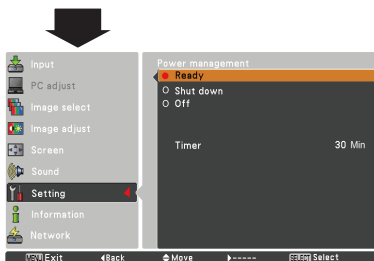 Input
PC adjust
Image select
Image adjust
Screen
Sound
Setting
Information
Network
Power management
Ready
Shut down
Off
Timer 30 Min
MENU Exit Back Move ----- SELECT Select